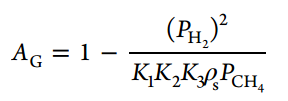 A_G = 1 − (P_{H_2})^2 / (K_1 K_2 K_3 ρ_s P_{CH_4})